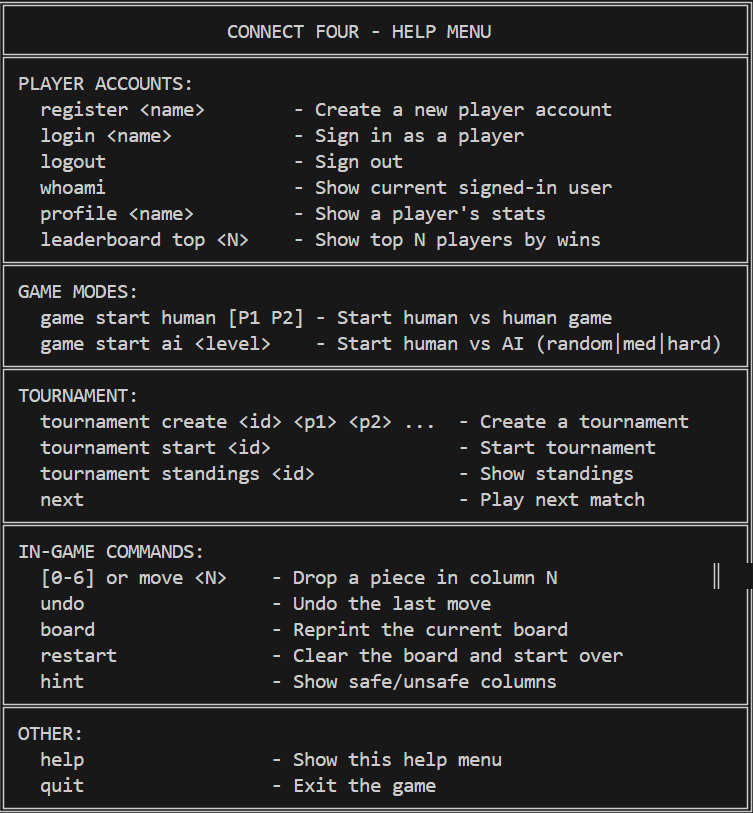 CONNECT FOUR - HELP MENU
PLAYER ACCOUNTS:
register <name> - Create a new player account
login <name> - Sign in as a player
logout - Sign out
whoami - Show current signed-in user
profile <name> - Show a player's stats
leaderboard top <N> - Show top N players by wins
GAME MODES:
game start human [P1 P2] - Start human vs human game
game start ai <level> - Start human vs AI (random|med|hard)
TOURNAMENT:
tournament create <id> <p1> <p2> ... - Create a tournament
tournament start <id> - Start tournament
tournament standings <id> - Show standings
next - Play next match
IN-GAME COMMANDS:
[0-6] or move <N> - Drop a piece in column N
undo - Undo the last move
board - Reprint the current board
restart - Clear the board and start over
hint - Show safe/unsafe columns
OTHER:
help - Show this help menu
quit - Exit the game